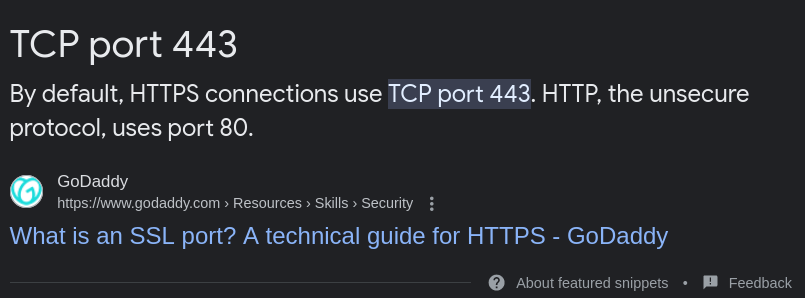 TCP port 443
By default, HTTPS connections use TCP port 443. HTTP, the unsecure
protocol, uses port 80.
GoDaddy
https://www.godaddy.com › Resources › Skills › Security
What is an SSL port? A technical guide for HTTPS - GoDaddy
About featured snippets • Feedback